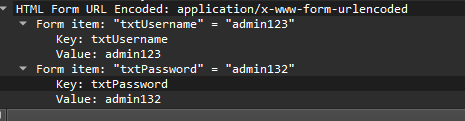 HTML Form URL Encoded: application/x-www-form-urlencoded
Form item: "txtUsername" = "admin123"
Key: txtUsername
Value: admin123
Form item: "txtPassword" = "admin132"
Key: txtPassword
Value: admin132